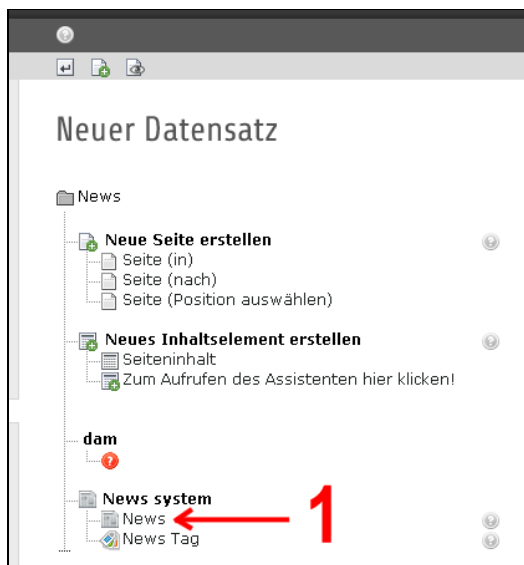 Neuer Datensatz
News
Neue Seite erstellen
Seite (in)
Seite (nach)
Seite (Position auswählen)
Neues Inhaltselement erstellen
Seiteninhalt
Zum Aufrufen des Assistenten hier klicken!
dam
News system
News 1
News Tag